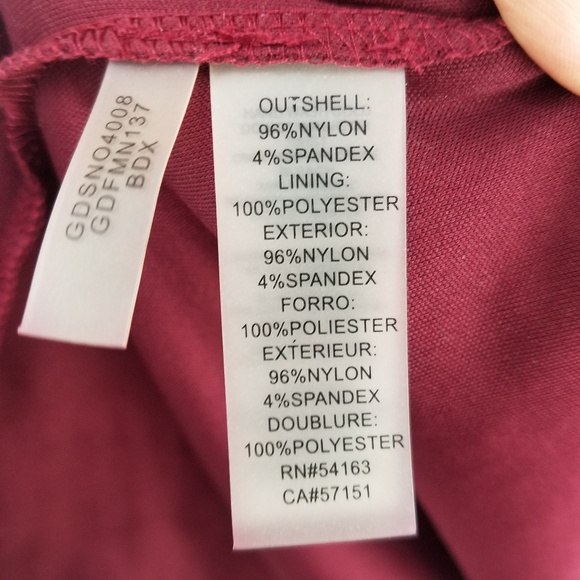 GDSNO4008
GDFMN137
BDX
OUTSHELL:
96%NYLON
4%SPANDEX
LINING:
100%POLYESTER
EXTERIOR:
96%NYLON
4%SPANDEX
FORRO:
100%POLIESTER
EXTÉRIEUR:
96%NYLON
4%SPANDEX
DOUBLURE:
100%POLYESTER
RN#54163
CA#57151